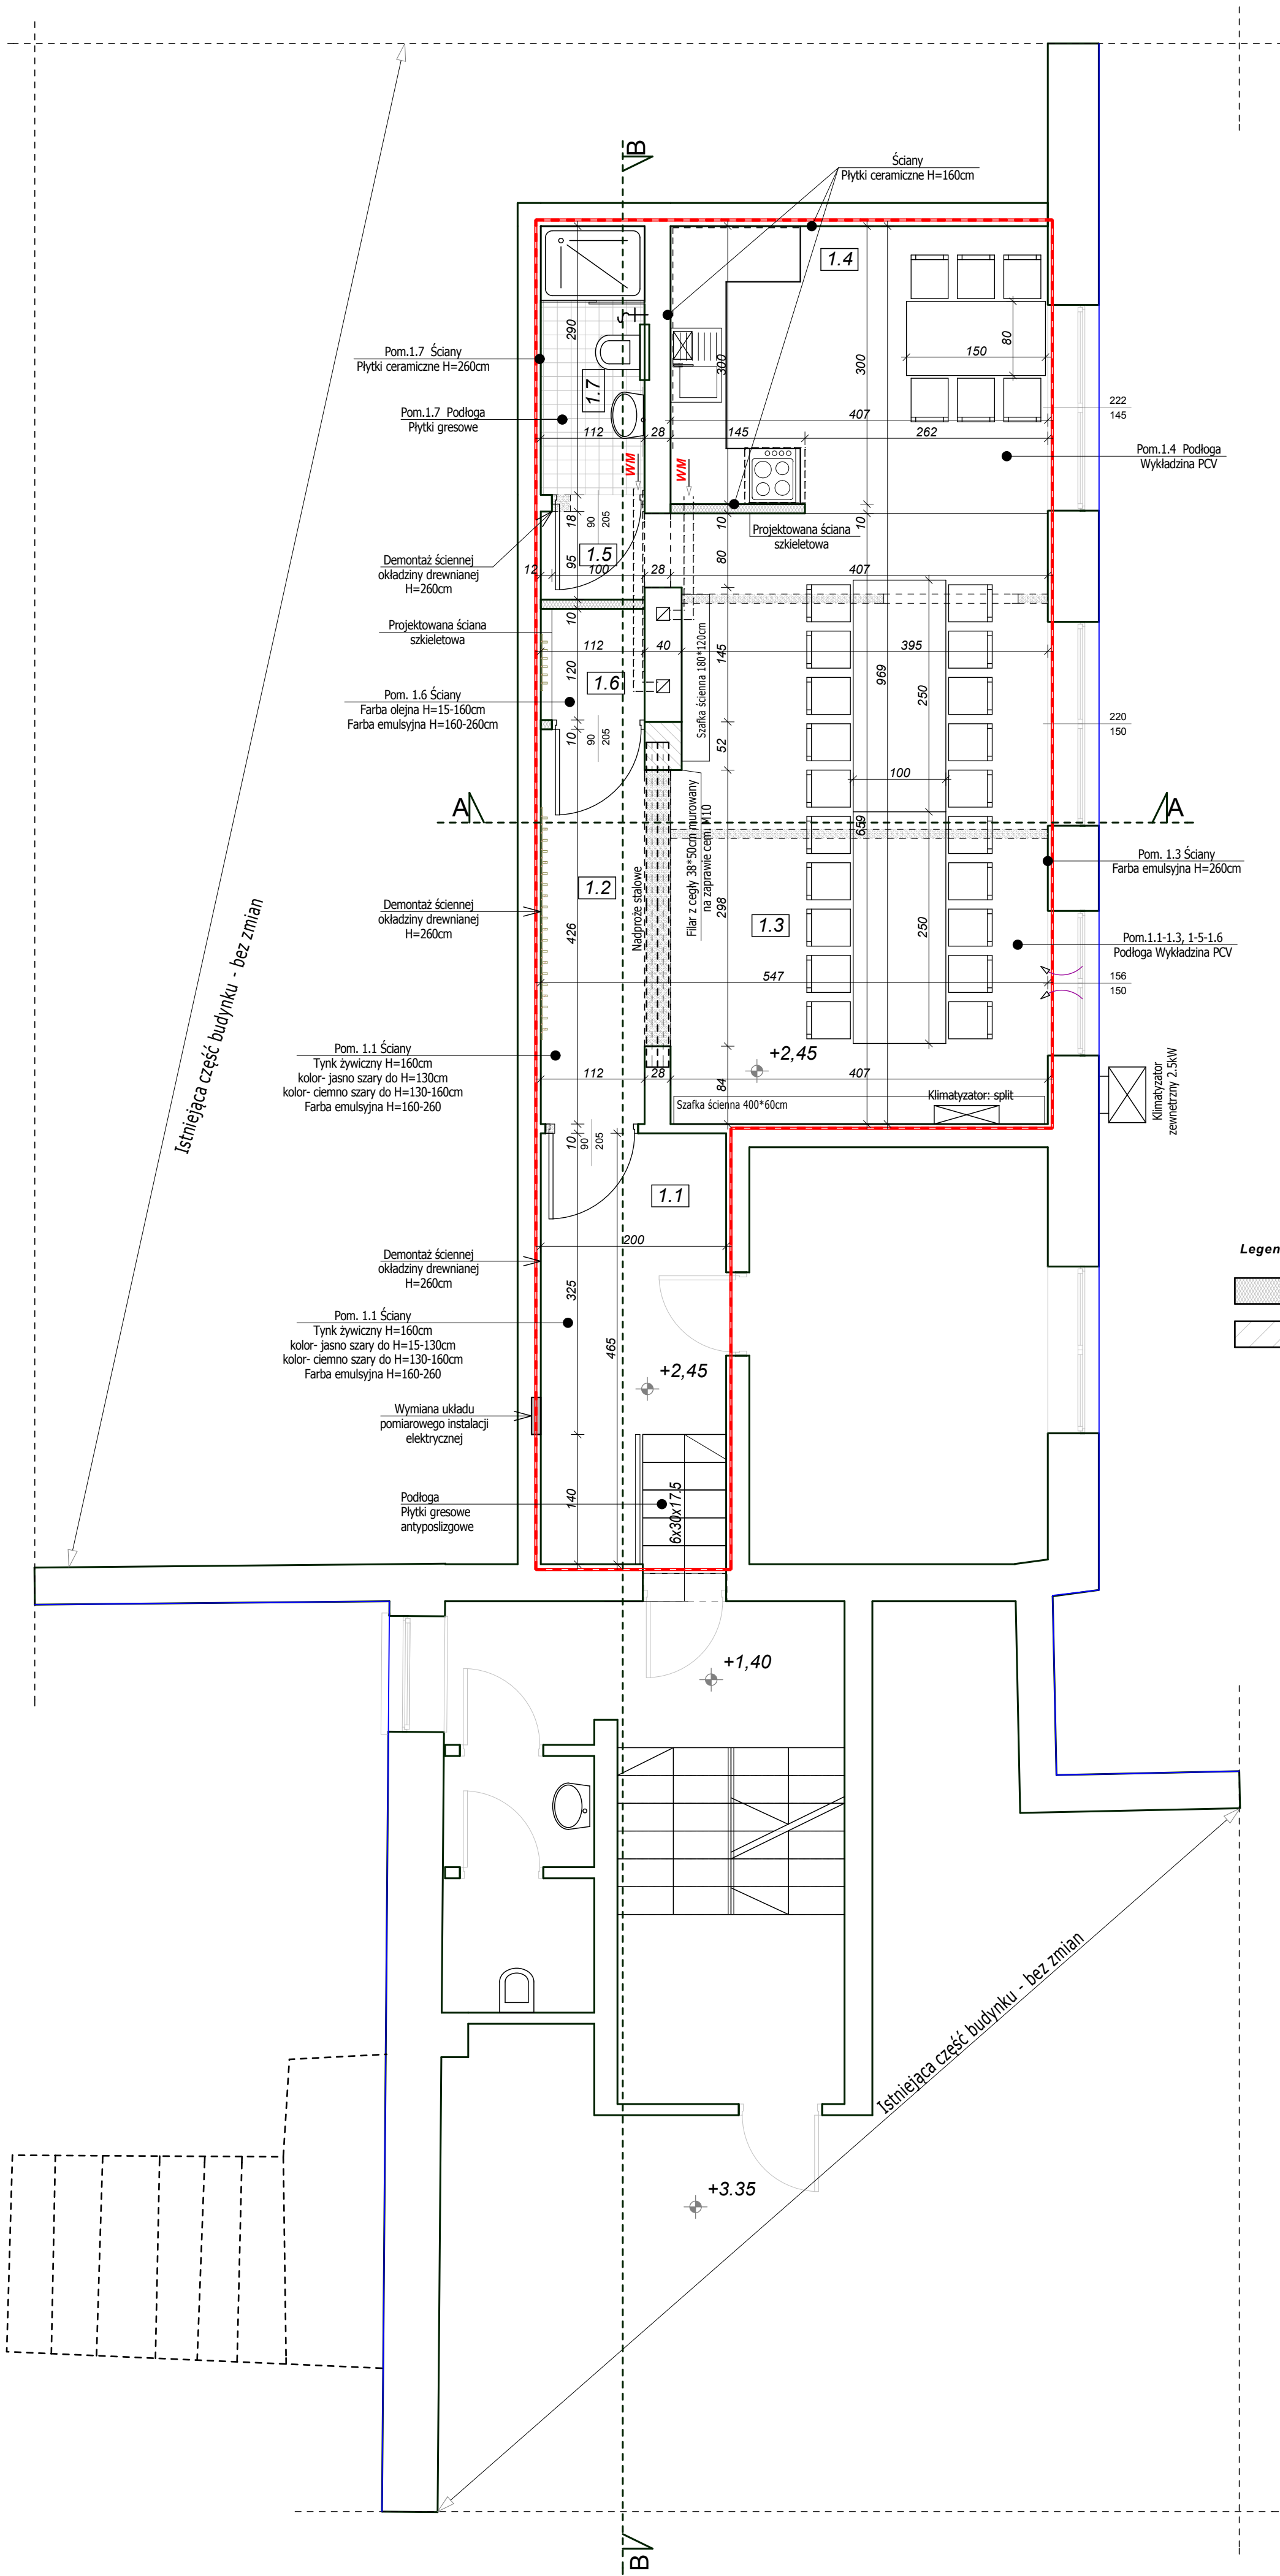 B
Ściany
Płytki ceramiczne H=160cm
1.4
290
300
300
80
150
Pom.1.7 Ściany
Płytki ceramiczne H=260cm
1.7
Pom.1.7 Podłoga
Płytki gresowe
222
145
407
112
28
145
262
Pom.1.4 Podłoga
Wykładzina PCV
WM
WM
18
90
205
10
10
Projektowana ściana
szkieletowa
1.5
Demontaż ściennej
okładziny drewnianej
H=260cm
95
80
12
100
28
407
10
Projektowana ściana
szkieletowa
112
40
395
120
145
969
250
Szafka ścienna 180*120cm
1.6
Pom. 1.6 Ściany
Farba olejna H=15-160cm
Farba emulsyjna H=160-260cm
220
150
10
90
205
52
100
A
A
659
Filar z cegły 38*50cm murowany
na zaprawie cem. M10
Pom. 1.3 Ściany
Farba emulsyjna H=260cm
1.2
Nadproże stalowe
298
1.3
Demontaż ściennej
okładziny drewnianej
H=260cm
426
250
Pom.1.1-1.3, 1-5-1.6
Podłoga Wykładzina PCV
156
150
547
Istniejąca część budynku - bez zmian
Pom. 1.1 Ściany
Tynk żywiczny H=160cm
kolor- jasno szary do H=130cm
kolor- ciemno szary do H=130-160cm
Farba emulsyjna H=160-260
+2,45
112
28
84
407
Klimatyzator: split
Szafka ścienna 400*60cm
Klimatyzator
zewnetrzny 2.5kW
10
90
205
1.1
200
Legen
Demontaż ściennej
okładziny drewnianej
H=260cm
325
465
Pom. 1.1 Ściany
Tynk żywiczny H=160cm
kolor- jasno szary do H=15-130cm
kolor- ciemno szary do H=130-160cm
Farba emulsyjna H=160-260
+2,45
Wymiana układu
pomiarowego instalacji
elektrycznej
140
6x30x17.5
Podłoga
Płytki gresowe
antyposlizgowe
+1,40
Istniejąca część budynku - bez zmian
+3.35
B